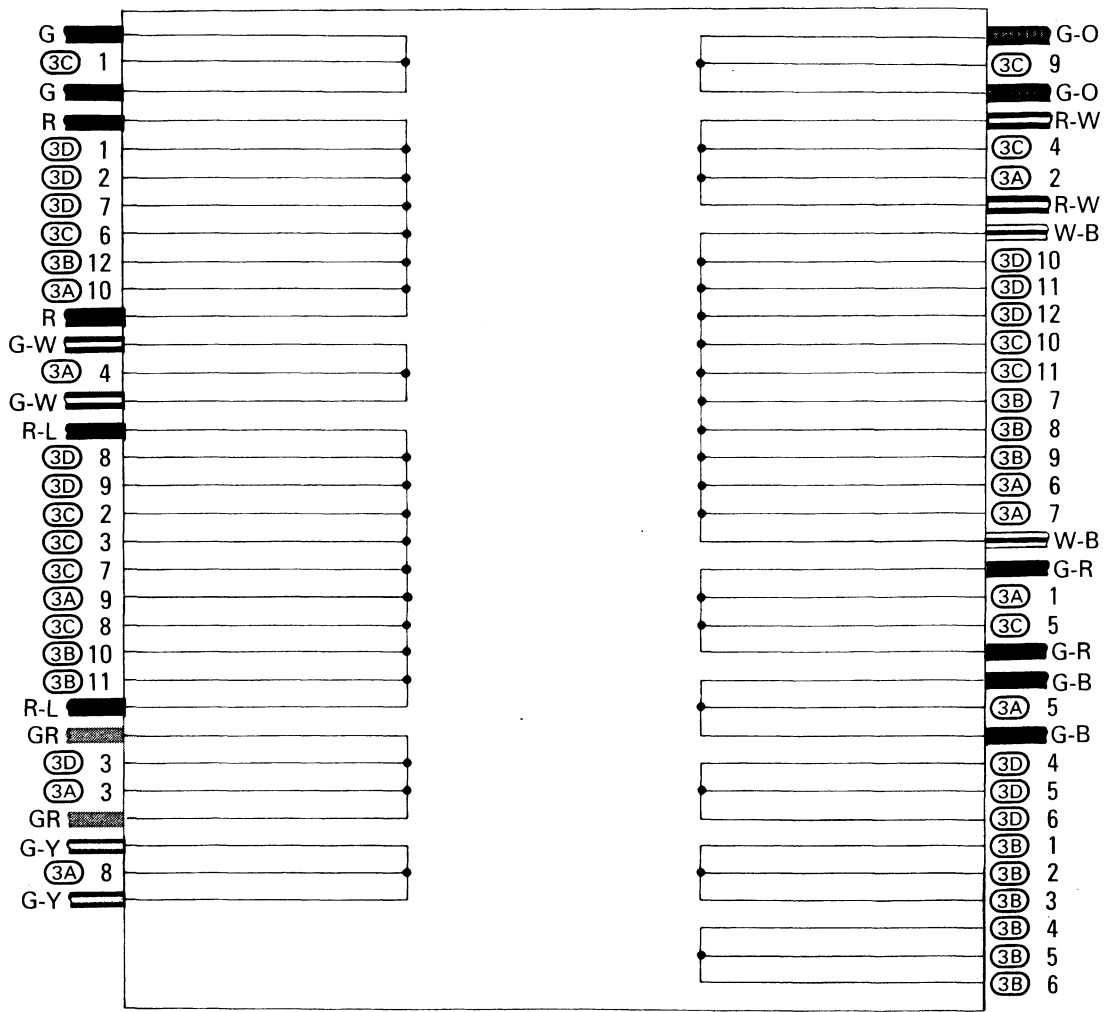 G
3C 1
G
R
3D 1
3D 2
3D 7
3C 6
3B 12
3A 10
R
G-W
3A 4
G-W
R-L
3D 8
3D 9
3C 2
3C 3
3C 7
3A 9
3C 8
3B 10
3B 11
R-L
GR
3D 3
3A 3
GR
G-Y
3A 8
G-Y
G-O
3C 9
G-O
R-W
3C 4
3A 2
R-W
W-B
3D 10
3D 11
3D 12
3C 10
3C 11
3B 7
3B 8
3B 9
3A 6
3A 7
W-B
G-R
3A 1
3C 5
G-R
G-B
3A 5
G-B
3D 4
3D 5
3D 6
3B 1
3B 2
3B 3
3B 4
3B 5
3B 6